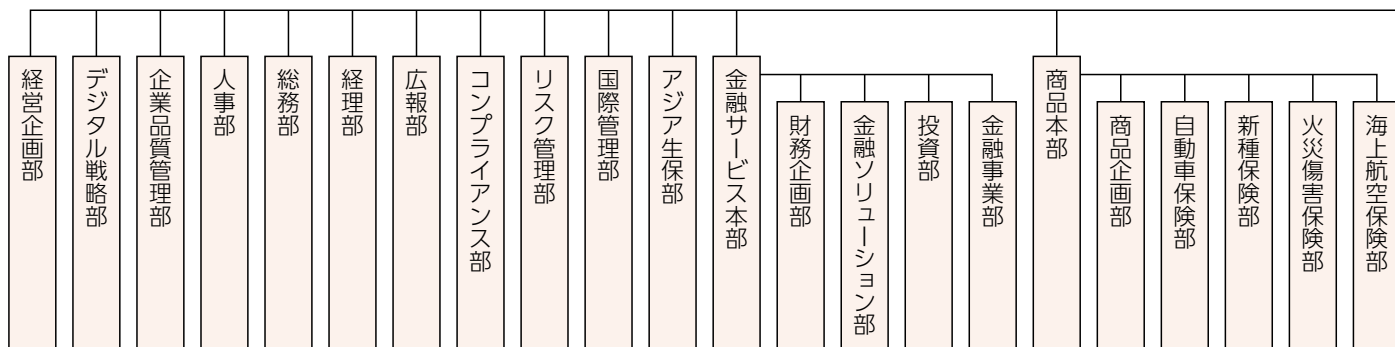 経営企画部
デジタル戦略部
企業品質管理部
人事部
総務部
経理部
広報部
コンプライアンス部
リスク管理部
国際管理部
アジア生保部
金融サービス本部
財務企画部
金融ソリューション部
投資部
金融事業部
商品本部
商品企画部
自動車保険部
新種保険部
火災傷害保険部
海上航空保険部